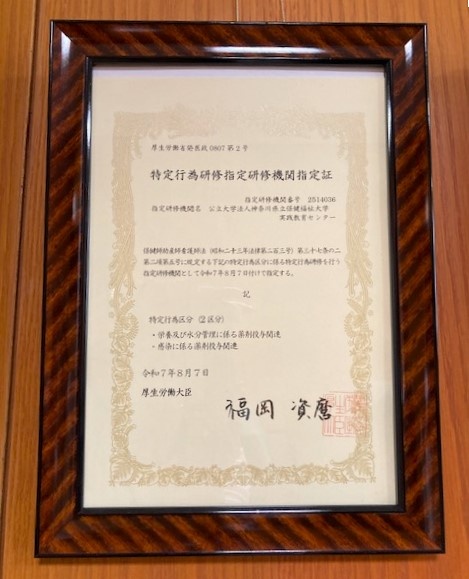 厚生労働省発医政0807第2号
特定行為研修指定研修機関指定証
指定研修機関番号　2514036
指定研修機関名　公立大学法人神奈川県立保健福祉大学
実践教育センター
保健師助産師看護師法（昭和二十三年法律第二百三号）第三十七条の二
第二項第五号に規定する下記の特定行為区分に係る特定行為研修を行う
指定研修機関として令和7年8月7日付けで指定する。
記
特定行為区分（2区分）
・栄養及び水分管理に係る薬剤投与関連
・感染に係る薬剤投与関連
令和7年8月7日
厚生労働大臣
福岡　資麿